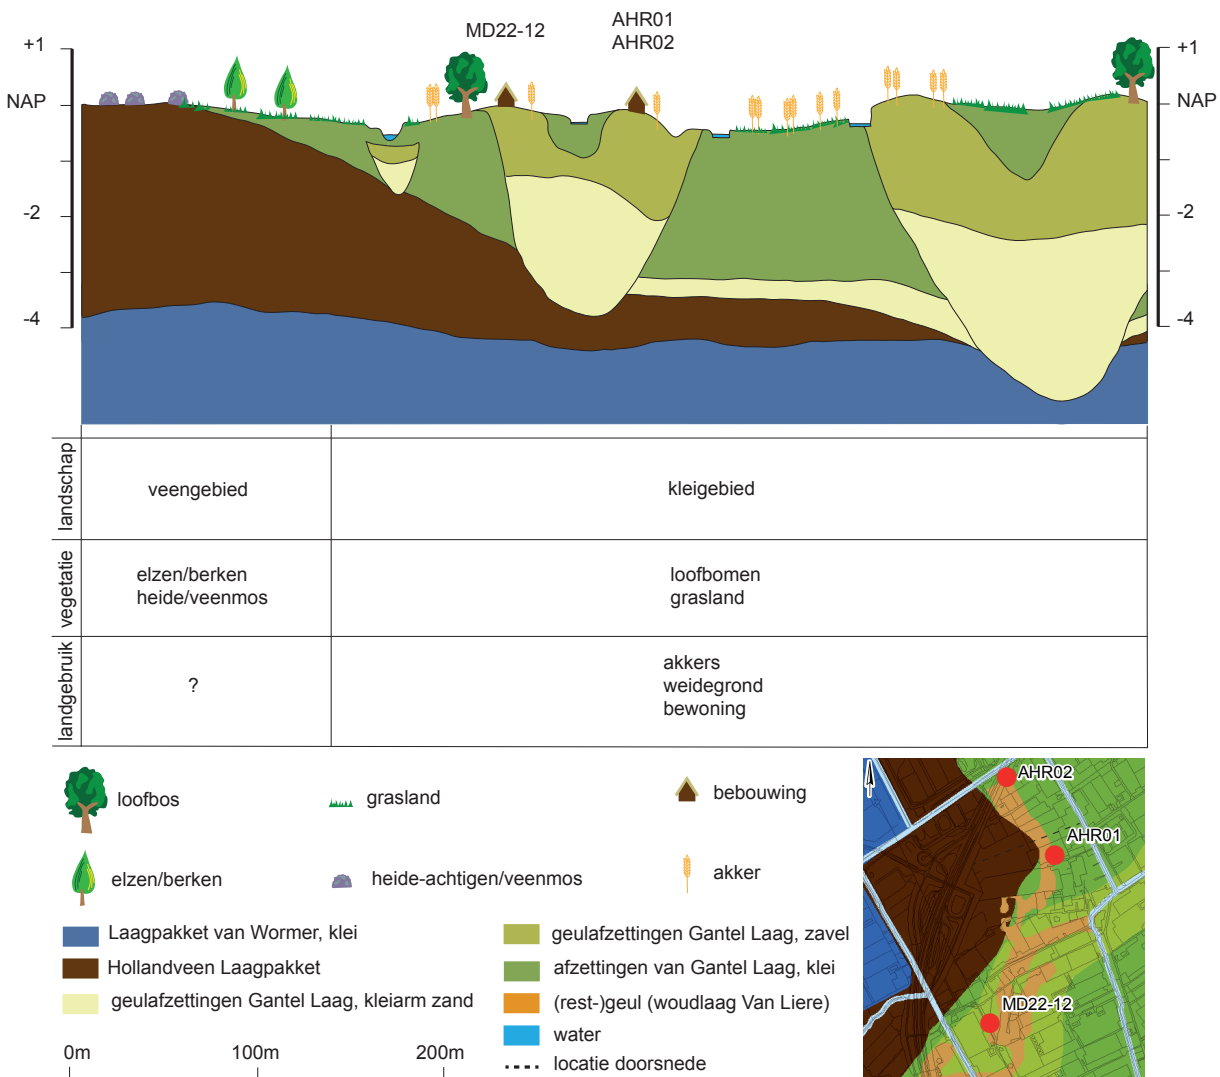 MD22-12
AHR01
AHR02
+1
NAP
-2
-4
+1
NAP
-2
-4
landschap
veengebied
kleigebied
vegetatie
elzen/berken
heide/veenmos
loofbomen
grasland
landgebruik
?
akkers
weidegrond
bewoning
loofbos
grasland
bebouwing
elzen/berken
heide-achtigen/veenmos
akker
Laagpakket van Wormer, klei
Hollandveen Laagpakket
geulafzettingen Gantel Laag, kleiarm zand
geulafzettingen Gantel Laag, zavel
afzettingen van Gantel Laag, klei
(rest-)geul (woudlaag Van Liere)
water
locatie doorsnede
0m 100m 200m
AHR02
AHR01
MD22-12